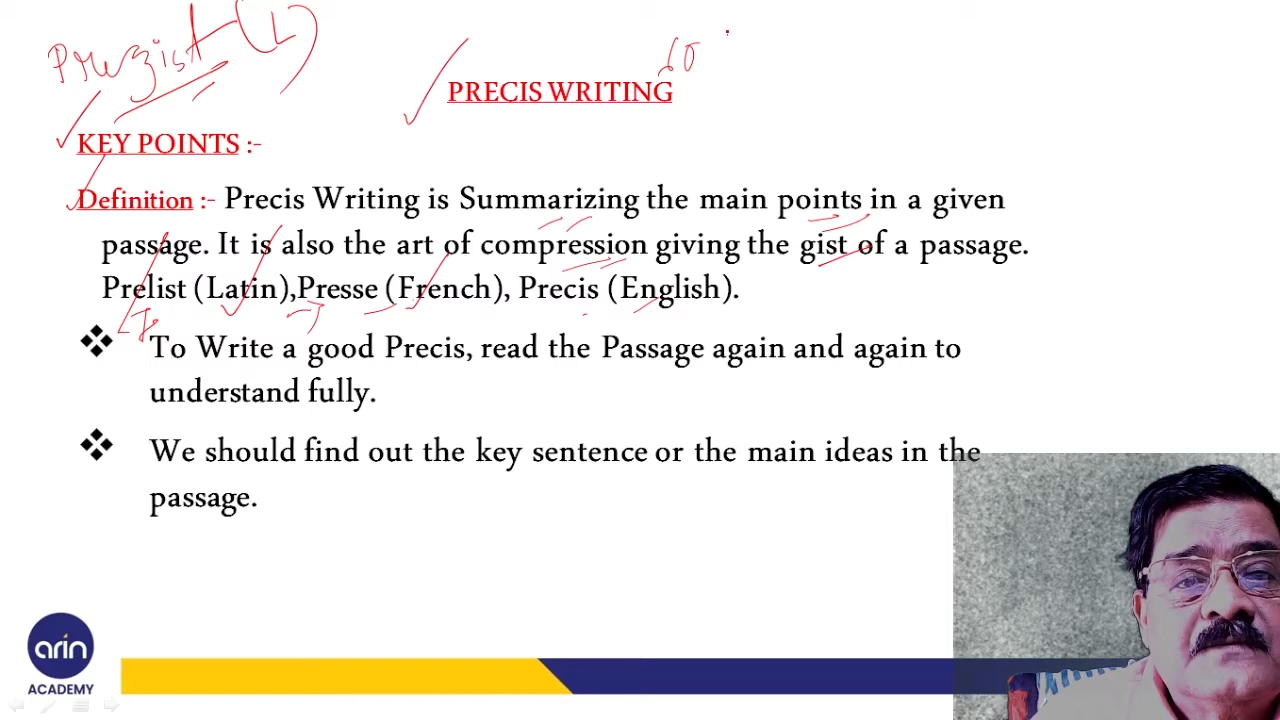 Prezist (L)
60
PRECIS WRITING
KEY POINTS :-
Definition :- Precis Writing is Summarizing the main points in a given
passage. It is also the art of compression giving the gist of a passage.
Prelist (Latin),Presse (French), Precis (English).
❖ To Write a good Precis, read the Passage again and again to
understand fully.
❖ We should find out the key sentence or the main ideas in the
passage.
arin
ACADEMY